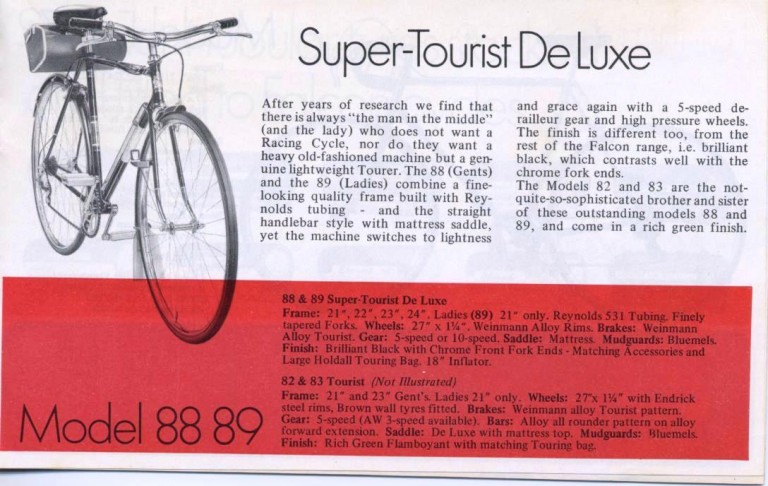 Super-Tourist De Luxe
After years of research we find that
there is always "the man in the middle"
(and the lady) who does not want a
Racing Cycle, nor do they want a
heavy old-fashioned machine but a gen-
uine lightweight Tourer. The 88 (Gents)
and the 89 (Ladies) combine a fine-
looking quality frame built with Rey-
nolds tubing - and the straight
handlebar style with mattress saddle,
yet the machine switches to lightness
and grace again with a 5-speed de-
railleur gear and high pressure wheels.
The finish is different too, from the
rest of the Falcon range, i.e. brilliant
black, which contrasts well with the
chrome fork ends.
The Models 82 and 83 are the not-
quite-so-sophisticated brother and sister
of these outstanding models 88 and
89, and come in a rich green finish.
88 & 89 Super-Tourist De Luxe
Frame: 21", 22", 23", 24". Ladies (89) 21" only. Reynolds 531 Tubing. Finely
tapered Forks. Wheels: 27" x 1¼". Weinmann Alloy Rims. Brakes: Weinmann
Alloy Tourist. Gear: 5-speed or 10-speed. Saddle: Mattress. Mudguards: Bluemels.
Finish: Brilliant Black with Chrome Front Fork Ends - Matching Accessories and
Large Holdall Touring Bag. 18" Inflator.
82 & 83 Tourist (Not Illustrated)
Frame: 21" and 23" Gent's. Ladies 21" only. Wheels: 27"x 1¼" with Endrick
steel rims, Brown wall tyres fitted. Brakes: Weinmann alloy Tourist pattern.
Gear: 5-speed (AW 3-speed available). Bars: Alloy all rounder pattern on alloy
forward extension. Saddle: De Luxe with mattress top. Mudguards: Bluemels.
Finish: Rich Green Flamboyant with matching Touring bag.
Model 88 89